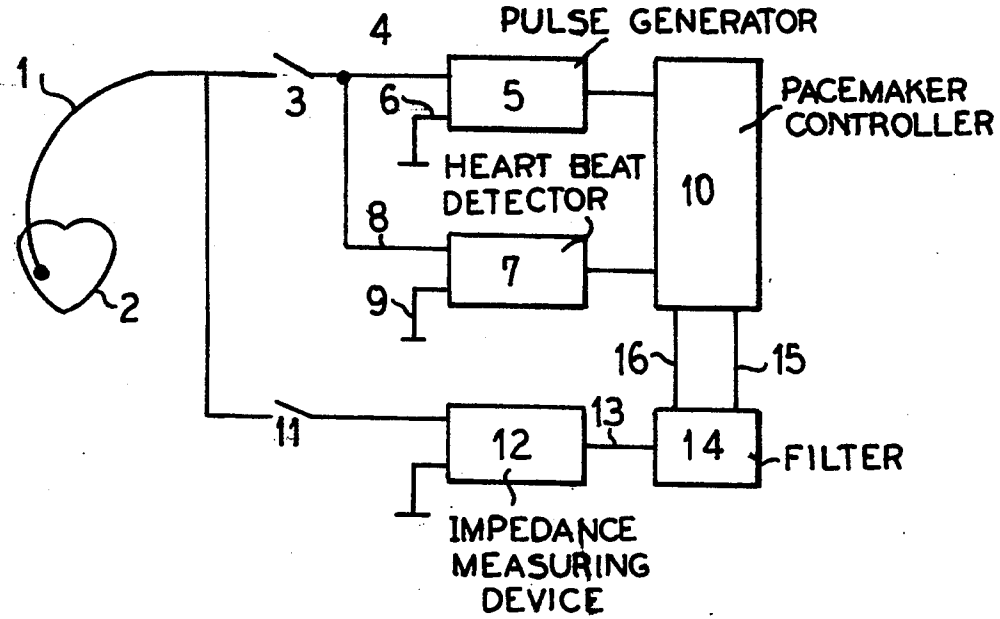 PULSE GENERATOR
4
1
3
6
5
PACEMAKER
CONTROLLER
HEART BEAT
DETECTOR
10
8
7
2
9
16
15
11
12
13
14
FILTER
IMPEDANCE
MEASURING
DEVICE